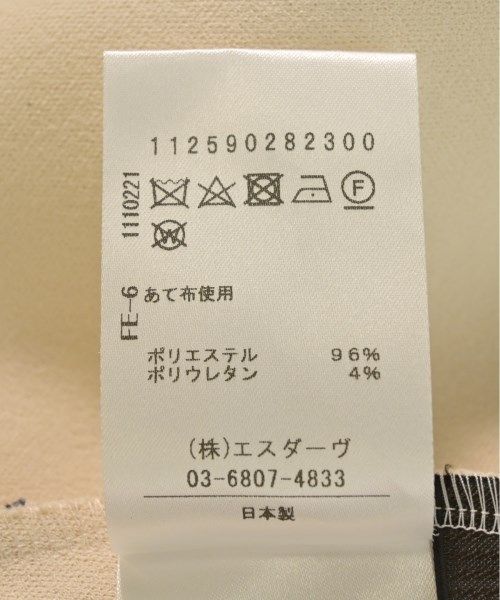 112590282300
1110221
F
W
FE-6
あて布使用
ポリエステル 96%
ポリウレタン 4%
(株)エスダーヴ
03-6807-4833
日本製